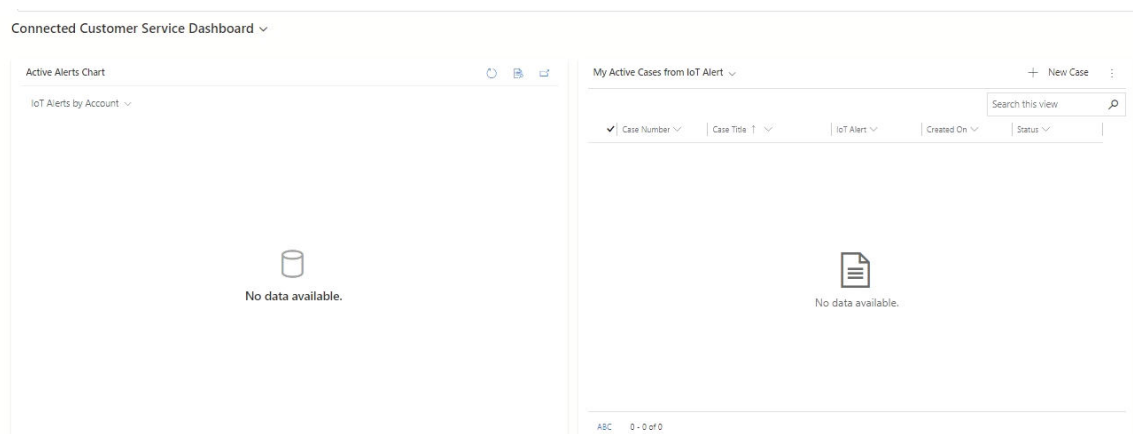 Connected Customer Service Dashboard
Active Alerts Chart
IoT Alerts by Account
No data available.
My Active Cases from IoT Alert
New Case
Search this view
Case Number Case Title IoT Alert Created On Status
No data available.
ABC 0 - 0 of 0